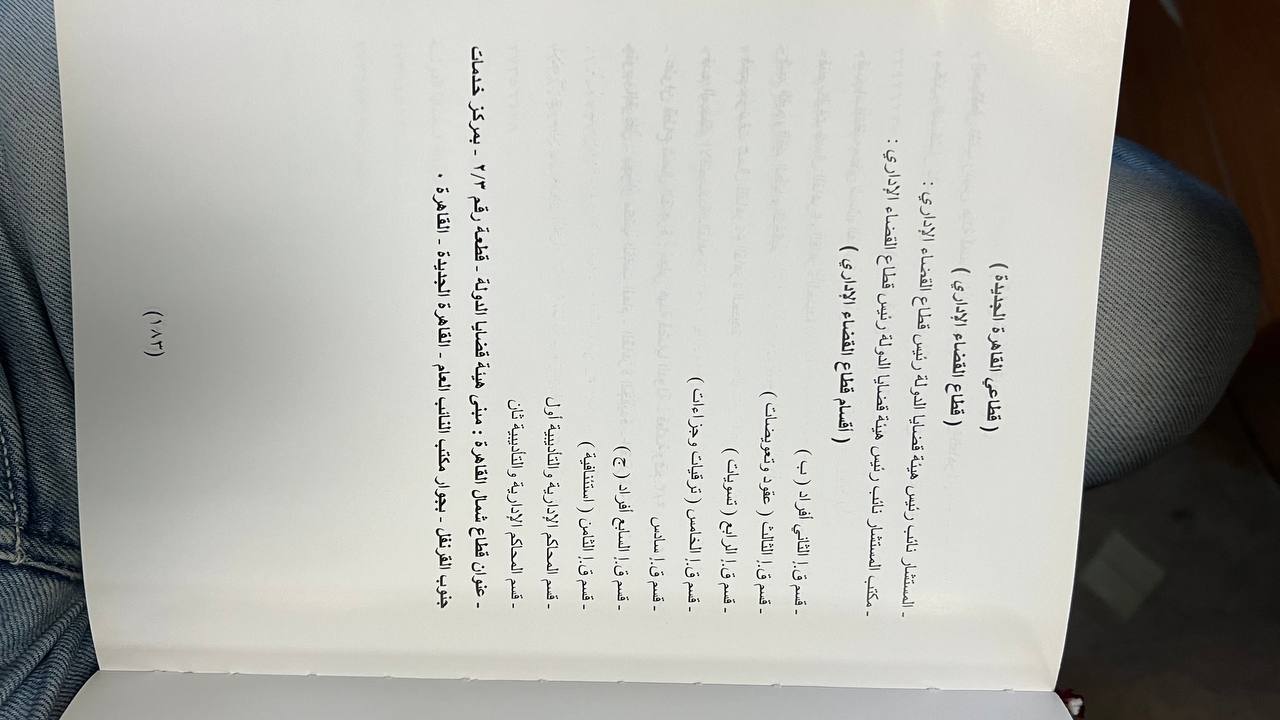 ( قطاعي القاهرة الجديدة )
( قطاع القضاء الإداري )
- المستشار نائب رئيس هيئة قضايا الدولة رئيس قطاع القضاء الإداري :
- مكتب المستشار نائب رئيس هيئة قضايا الدولة رئيس قطاع القضاء الإداري :
( أقسام قطاع القضاء الإداري )
- قسم ق.إ الثاني أفراد ( ب )
- قسم ق.إ الثالث ( عقود وتعويضات )
- قسم ق.إ الرابع ( تسويات )
- قسم ق.إ الخامس ( ترقيات وجزاءات )
- قسم ق.إ سادس
- قسم ق.إ السابع أفراد ( ج )
- قسم ق.إ الثامن ( استئنافية )
- قسم المحاكم الإدارية والتأديبية أول
- قسم المحاكم الإدارية والتأديبية ثان
- عنوان قطاع شمال القاهرة : مبنى هيئة قضايا الدولة - قطعة رقم ٢/٣ - بمركز خدمات
جنوب القرنفل - بجوار مكتب النائب العام - القاهرة الجديدة - القاهرة .
(١٨٣)